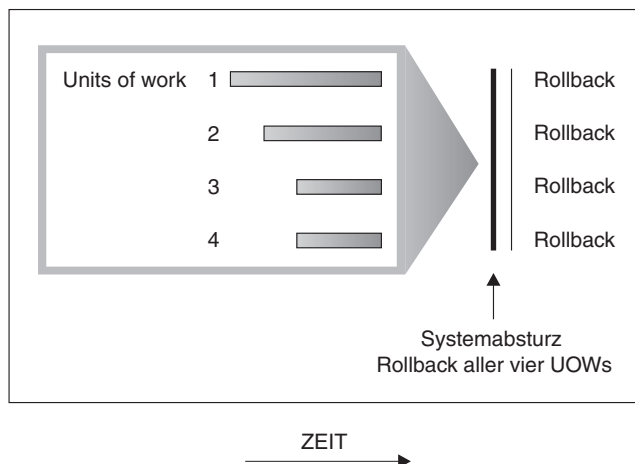 Units of work 1 Rollback
2 Rollback
3 Rollback
4 Rollback
Systemabsturz
Rollback aller vier UOWs
ZEIT